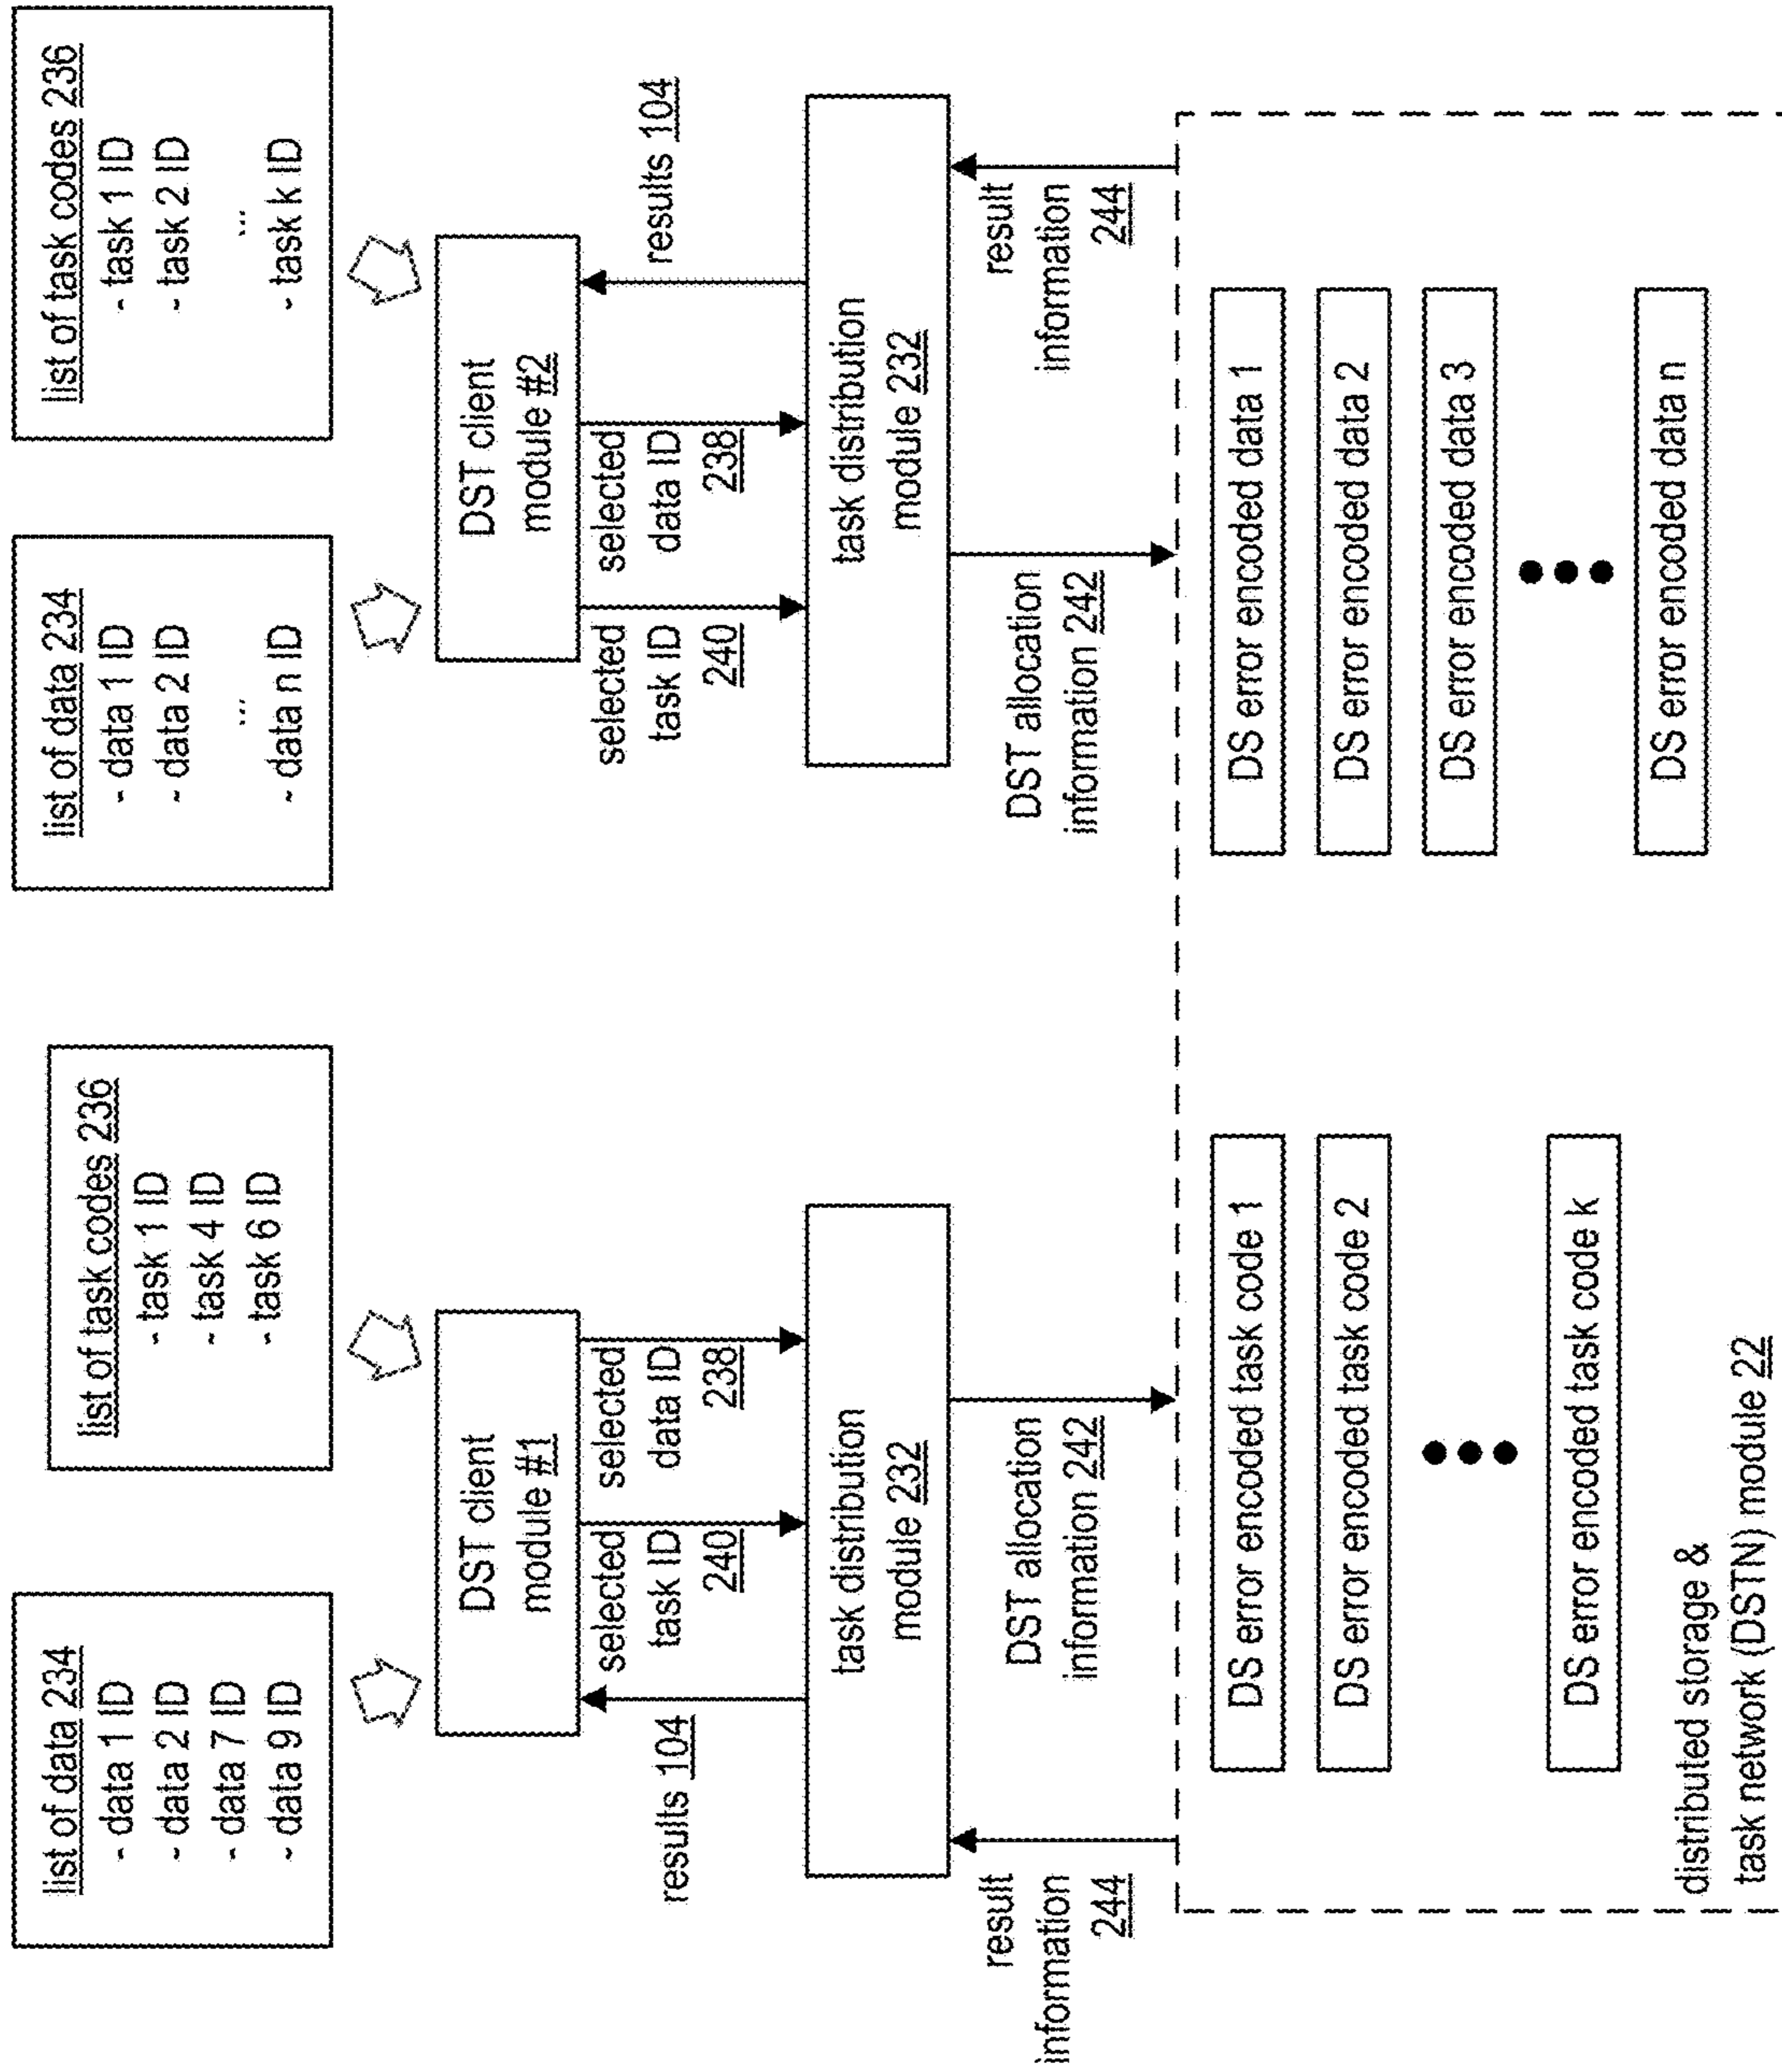 list of data 234
- data 1 ID
- data 2 ID
- data 7 ID
- data 9 ID
list of task codes 236
- task 1 ID
- task 4 ID
- task 6 ID
DST client
module #1
results 104
selected
task ID
240
selected
data ID
238
task distribution
module 232
result
information
244
DST allocation
information 242
list of data 234
- data 1 ID
- data 2 ID
...
- data n ID
list of task codes 236
- task 1 ID
- task 2 ID
...
- task k ID
DST client
module #2
selected
task ID
240
selected
data ID
238
results 104
task distribution
module 232
DST allocation
information 242
result
information
244
DS error encoded task code 1
DS error encoded task code 2
DS error encoded task code k
DS error encoded data 1
DS error encoded data 2
DS error encoded data 3
DS error encoded data n
distributed storage &
task network (DSTN) module 22